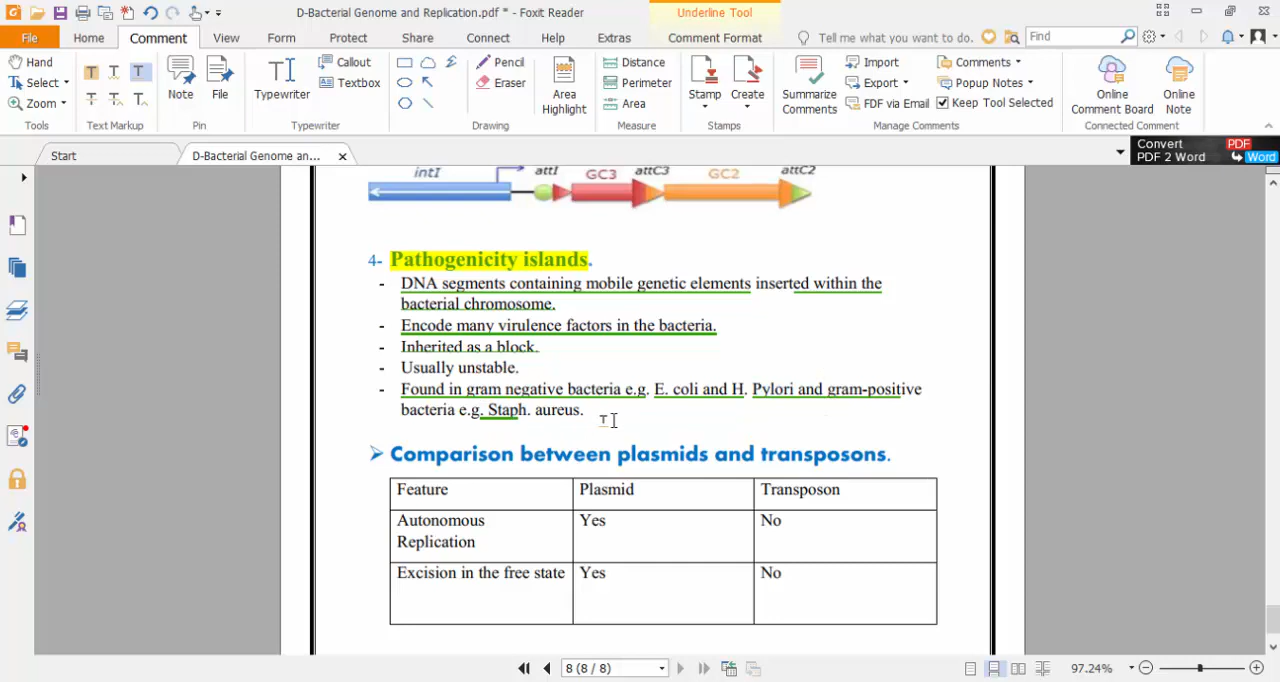 D-Bacterial Genome and Replication.pdf * - Foxit Reader
Underline Tool
File Home Comment View Form Protect Share Connect Help Extras Comment Format Tell me what you want to do. Find
Hand
Select
Zoom
Tools
T T T
T T T
Text Markup
Note
File
Pin
Typewriter
Callout
Textbox
Typewriter
Pencil
Eraser
Drawing
Area
Highlight
Distance
Perimeter
Area
Measure
Stamp
Create
Stamps
Summarize
Comments
Import
Export
FDF via Email
Comments
Popup Notes
Keep Tool Selected
Manage Comments
Online
Comment Board
Online
Note
Connected Comment
Start
D-Bacterial Genome an...
Convert PDF
PDF 2 Word Word
intI attI GC3 attC3 GC2 attC2
4- Pathogenicity islands.
- DNA segments containing mobile genetic elements inserted within the
bacterial chromosome.
- Encode many virulence factors in the bacteria.
- Inherited as a block.
- Usually unstable.
- Found in gram negative bacteria e.g. E. coli and H. Pylori and gram-positive
bacteria e.g. Staph. aureus.
Comparison between plasmids and transposons.
Feature Plasmid Transposon
Autonomous Yes No
Replication
Excision in the free state Yes No
8 (8 / 8)
97.24%